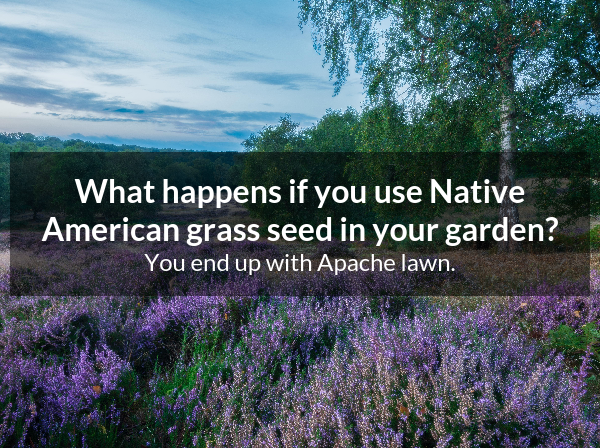 What happens if you use Native
American grass seed in your garden?
You end up with Apache lawn.